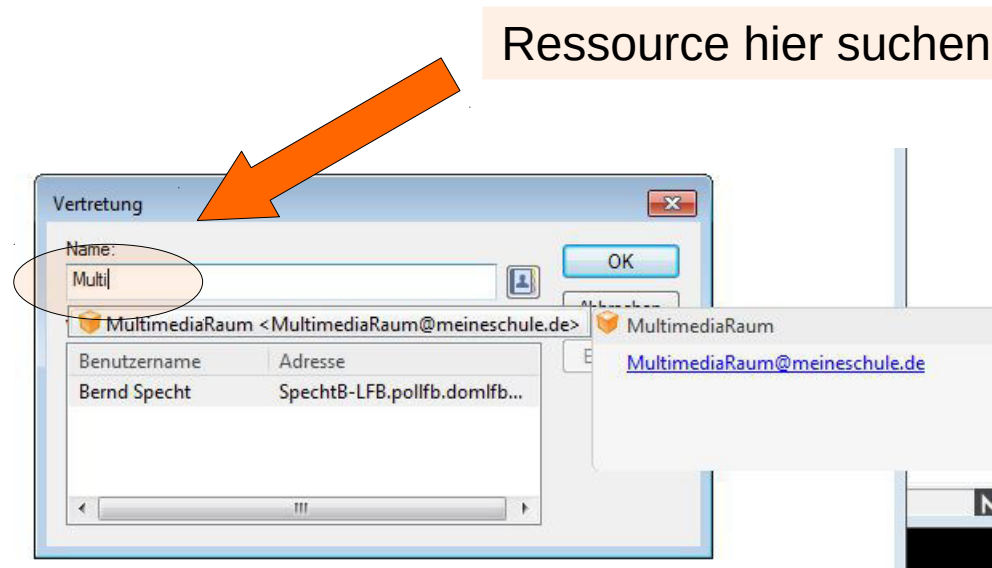 Ressource hier suchen
Vertretung
Name:
Multi
OK
MultimediaRaum <MultimediaRaum@meineschule.de>
MultimediaRaum
MultimediaRaum@meineschule.de
Benutzername Adresse
Bernd Specht SpechtB-LFB.pollfb.domlfb...